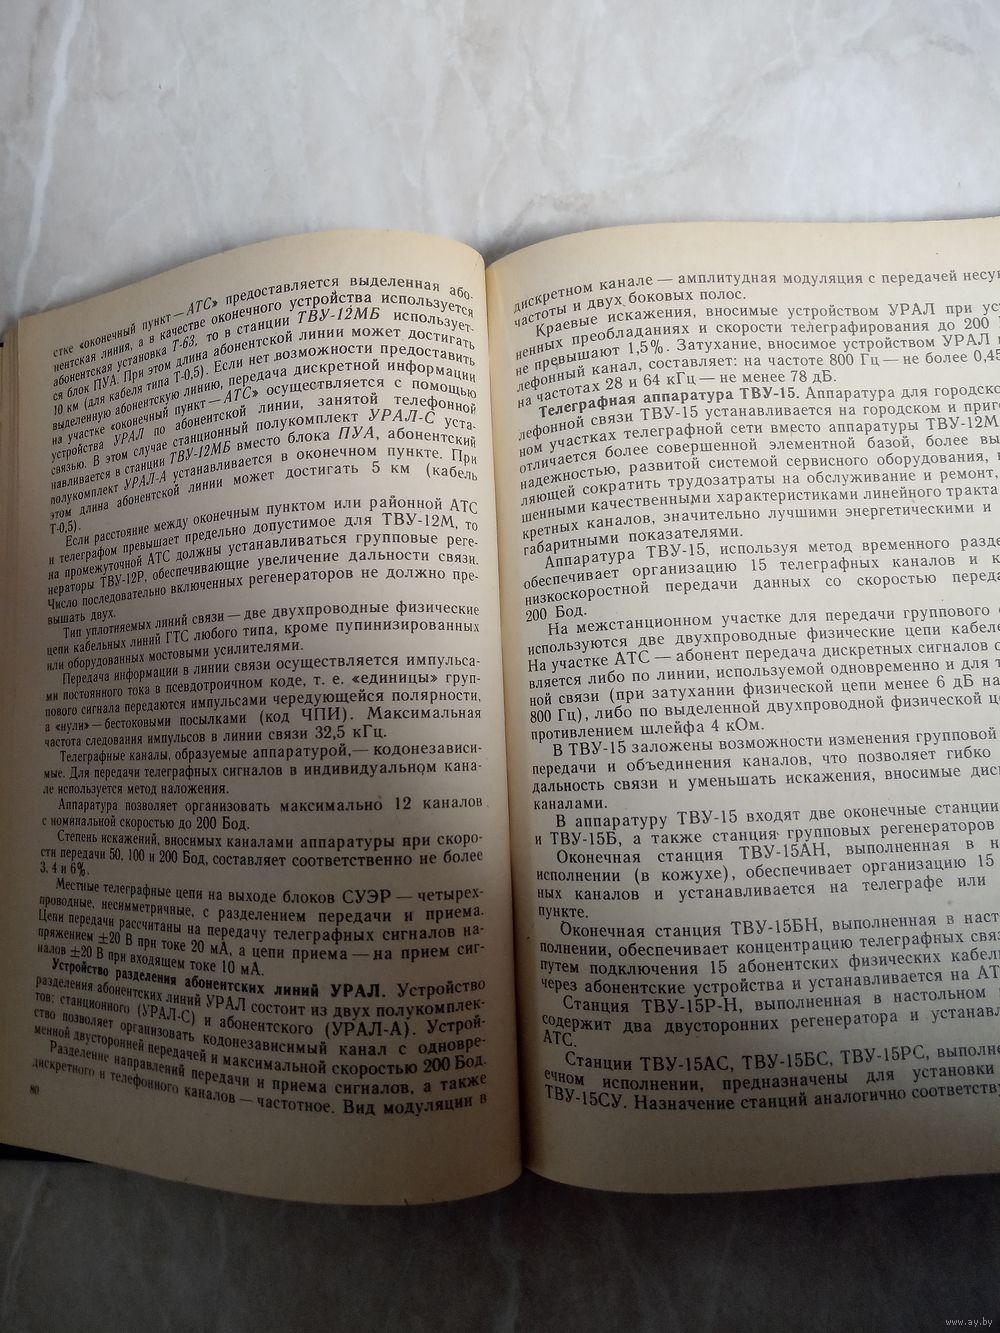 стке «оконечный пункт — АТС» предоставляется выделенная або-
нентская линия, а в качестве оконечного устройства используется
абонентская установка Т-63, то в станции ТВУ-12МБ использует-
ся блок ПУА. При этом длина абонентской линии может достигать
10 км (для кабеля типа Т-0,5). Если нет возможности предоставить
выделенную абонентскую линию, передача дискретной информации
на участке «оконечный пункт — АТС» осуществляется с помощью
устройства УРАЛ по абонентской линии, занятой телефонной
связью. В этом случае станционный полукомплект УРАЛ-С уста-
навливается в станции ТВУ-12МБ вместо блока ПУА, абонентский
полукомплект УРАЛ-А устанавливается в оконечном пункте. При
этом длина абонентской линии может достигать 5 км (кабель
Т-0,5).
Если расстояние между оконечным пунктом или районной АТС
и телеграфом превышает предельно допустимое для ТВУ-12М, то
на промежуточной АТС должны устанавливаться групповые реге-
нераторы ТВУ-12Р, обеспечивающие увеличение дальности связи.
Число последовательно включенных регенераторов не должно пре-
вышать двух.
Тип уплотняемых линий связи — две двухпроводные физические
цепи кабельных линий ГТС любого типа, кроме пупинизированных
или оборудованных мостовыми усилителями.
Передача информации в линии связи осуществляется импульса-
ми постоянного тока в псевдотроичном коде, т. е. «единицы» груп-
пового сигнала передаются импульсами чередующейся полярности,
а «нули» — бестоковыми посылками (код ЧПИ). Максимальная
частота следования импульсов в линии связи 32,5 кГц.
Телеграфные каналы, образуемые аппаратурой, — кодонезависи-
мые. Для передачи телеграфных сигналов в индивидуальном кана-
ле используется метод наложения.
Аппаратура позволяет организовать максимально 12 каналов
с номинальной скоростью до 200 Бод.
Степень искажений, вносимых каналами аппаратуры при скоро-
сти передачи 50, 100 и 200 Бод, составляет соответственно не более
3, 4 и 6%.
Местные телеграфные цепи на выходе блоков СУЭР — четырех-
проводные, несимметричные, с разделением передачи и приема.
Цепи передачи рассчитаны на передачу телеграфных сигналов на-
пряжением ±20 В при токе 20 мА, а цепи приема — на прием сиг-
налов ±20 В при входящем токе 10 мА.
Устройство разделения абонентских линий УРАЛ. Устройство
разделения абонентских линий УРАЛ состоит из двух полукомплек-
тов: станционного (УРАЛ-С) и абонентского (УРАЛ-А). Устрой-
ство позволяет организовать кодонезависимый канал с одновре-
менной двусторонней передачей и максимальной скоростью 200 Бод.
Разделение направлений передачи и приема сигналов, а также
дискретного и телефонного каналов — частотное. Вид модуляции в
80
дискретном канале — амплитудная модуляция с передачей несу
частоты и двух боковых полос.
Краевые искажения, вносимые устройством УРАЛ при ус
ненных преобладаниях и скорости телеграфирования до 200
не превышают 1,5%. Затухание, вносимое устройством УРАЛ
лефонный канал, составляет: на частоте 800 Гц — не более 0,45
на частотах 28 и 64 кГц — не менее 78 дБ.
Телеграфная аппаратура ТВУ-15. Аппаратура для городско
лефонной связи ТВУ-15 устанавливается на городском и приго
ном участках телеграфной сети вместо аппаратуры ТВУ-12М
отличается более совершенной элементной базой, более вы
надежностью, развитой системой сервисного оборудования,
ляющей сократить трудозатраты на обслуживание и ремонт,
шенными качественными характеристиками линейного тракта
кретных каналов, значительно лучшими энергетическими и
габаритными показателями.
Аппаратура ТВУ-15, используя метод временного разде
обеспечивает организацию 15 телеграфных каналов и к
низкоскоростной передачи данных со скоростью переда
200 Бод.
На межстанционном участке для передачи группового
используются две двухпроводные физические цепи кабеле
На участке АТС — абонент передача дискретных сигналов о
вляется либо по линии, используемой одновременно и для т
ной связи (при затухании физической цепи менее 6 дБ на
800 Гц), либо по выделенной двухпроводной физической це
противлением шлейфа 4 кОм.
В ТВУ-15 заложены возможности изменения групповой
передачи и объединения каналов, что позволяет гибко
дальность связи и уменьшать искажения, вносимые диск
каналами.
В аппаратуру ТВУ-15 входят две оконечные станции
и ТВУ-15Б, а также станция групповых регенераторов
Оконечная станция ТВУ-15АН, выполненная в н
исполнении (в кожухе), обеспечивает организацию 15
ных каналов и устанавливается на телеграфе или
пункте.
Оконечная станция ТВУ-15БН, выполненная в наст
полнении, обеспечивает концентрацию телеграфных связ
путем подключения 15 абонентских физических кабель
через абонентские устройства и устанавливается на АТ
Станция ТВУ-15Р-Н, выполненная в настольном
содержит два двусторонних регенератора и устанавл
АТС.
Станции ТВУ-15АС, ТВУ-15БС, ТВУ-15РС, выполне
ечном исполнении, предназначены для установки
ТВУ-15СУ. Назначение станций аналогично соответству
www.ay.by